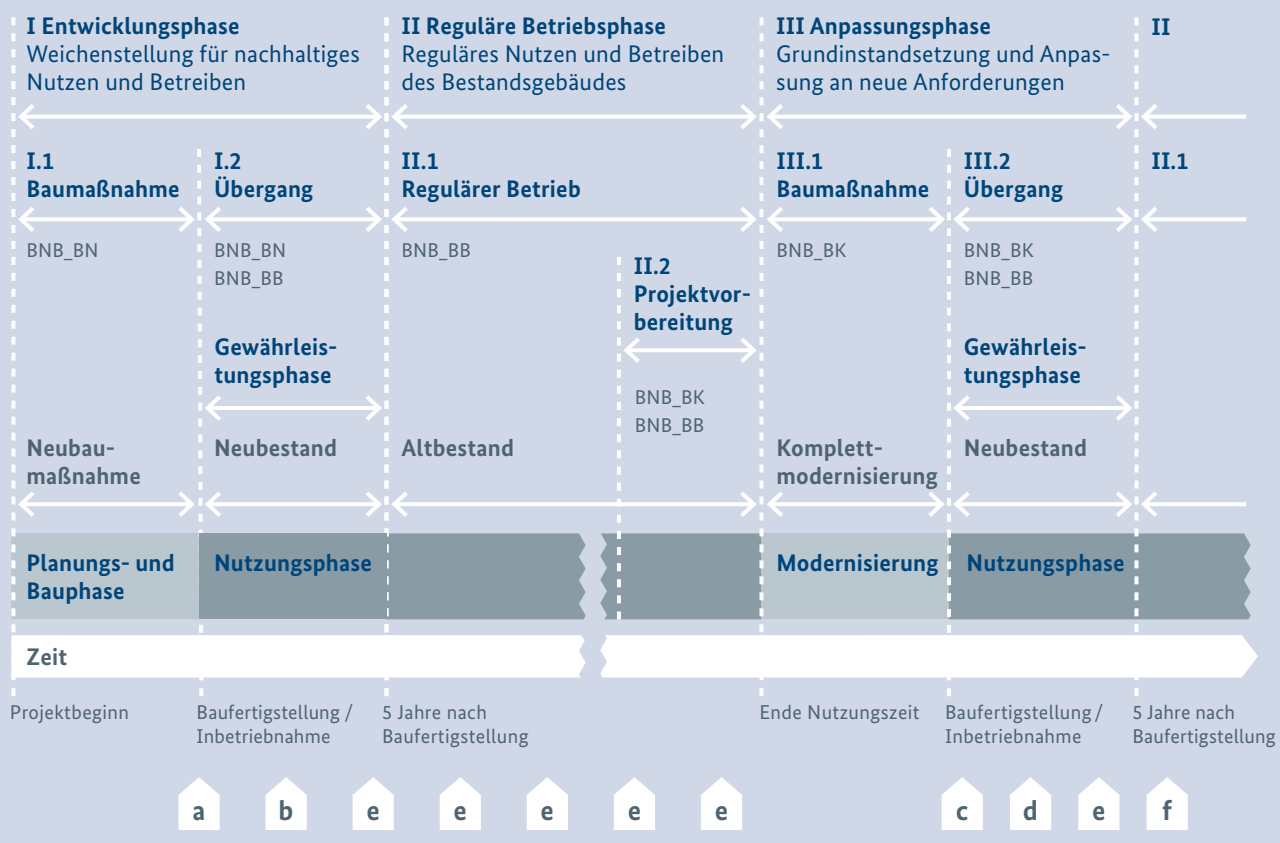 I Entwicklungsphase
Weichenstellung für nachhaltiges
Nutzen und Betreiben
II Reguläre Betriebsphase
Reguläres Nutzen und Betreiben
des Bestandsgebäudes
III Anpassungsphase
Grundinstandsetzung und Anpas-
sung an neue Anforderungen
II
I.1
Baumaßnahme
I.2
Übergang
II.1
Regulärer Betrieb
III.1
Baumaßnahme
III.2
Übergang
II.1
BNB_BN
BNB_BN
BNB_BB
BNB_BB
II.2
Projektvor-
bereitung
BNB_BK
BNB_BB
BNB_BK
BNB_BK
BNB_BB
Gewährleis-
tungsphase
Gewährleis-
tungsphase
Neubau-
maßnahme
Neubestand
Altbestand
Komplett-
modernisierung
Neubestand
Planungs- und
Bauphase
Nutzungsphase
Modernisierung
Nutzungsphase
Zeit
Projektbeginn
Baufertigstellung /
Inbetriebnahme
5 Jahre nach
Baufertigstellung
Ende Nutzungszeit
Baufertigstellung /
Inbetriebnahme
5 Jahre nach
Baufertigstellung
a
b
e
e
e
e
e
c
d
e
f